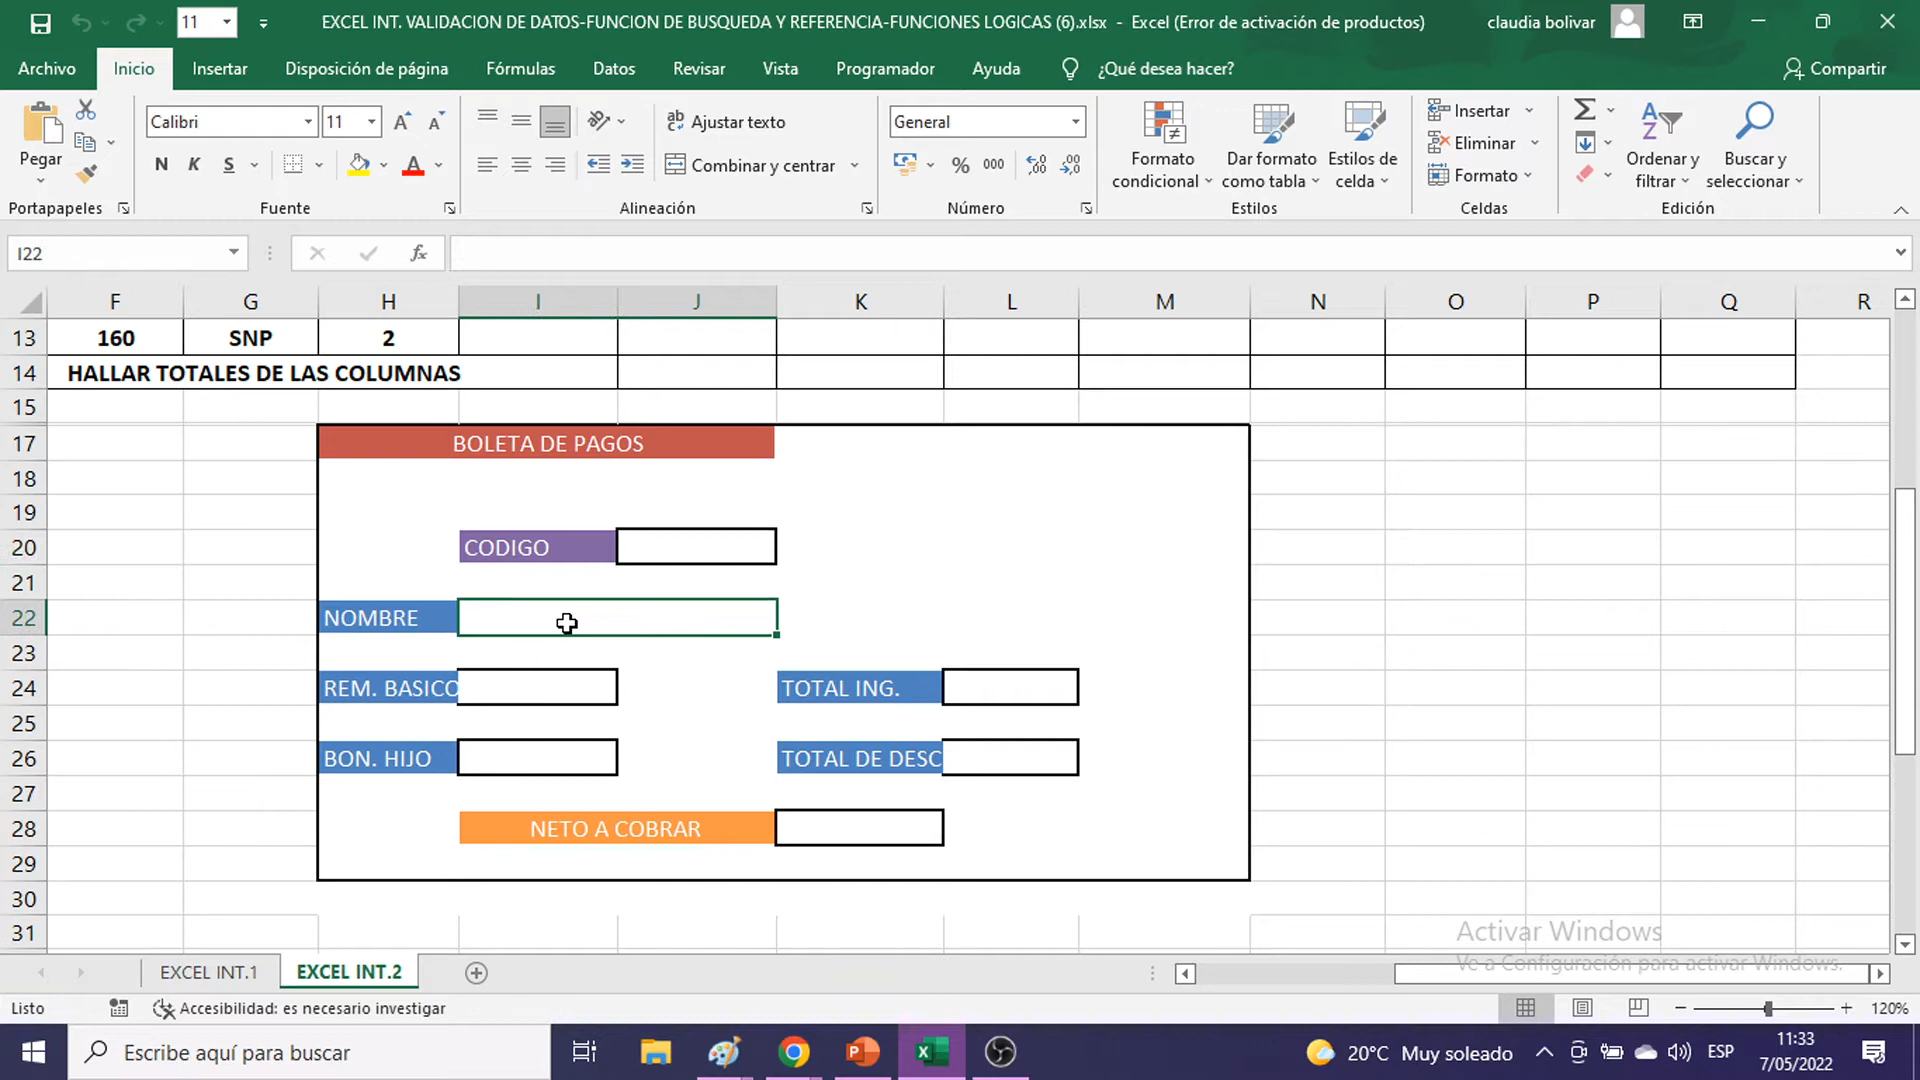 11
EXCEL INT. VALIDACION DE DATOS-FUNCION DE BUSQUEDA Y REFERENCIA-FUNCIONES LOGICAS (6).xlsx - Excel (Error de activación de productos)
claudia bolivar
Archivo Inicio Insertar Disposición de página Fórmulas Datos Revisar Vista Programador Ayuda ¿Qué desea hacer? Compartir
Pegar
Calibri 11
N K S
Ajustar texto
Combinar y centrar
General
% 000
Formato condicional
Dar formato como tabla
Estilos de celda
Insertar
Eliminar
Formato
Ordenar y filtrar
Buscar y seleccionar
Portapapeles Fuente Alineación Número Estilos Celdas Edición
I22
fx
F G H I J K L M N O P Q R
13 160 SNP 2
14 HALLAR TOTALES DE LAS COLUMNAS
15
17 BOLETA DE PAGOS
18
19
20 CODIGO
21
22 NOMBRE
23
24 REM. BASICO TOTAL ING.
25
26 BON. HIJO TOTAL DE DESC
27
28 NETO A COBRAR
29
30
31
Activar Windows
Ve a Configuración para activar Windows.
EXCEL INT.1 EXCEL INT.2
Listo Accesibilidad: es necesario investigar 120%
Escribe aquí para buscar
20°C Muy soleado ESP
11:33
7/05/2022